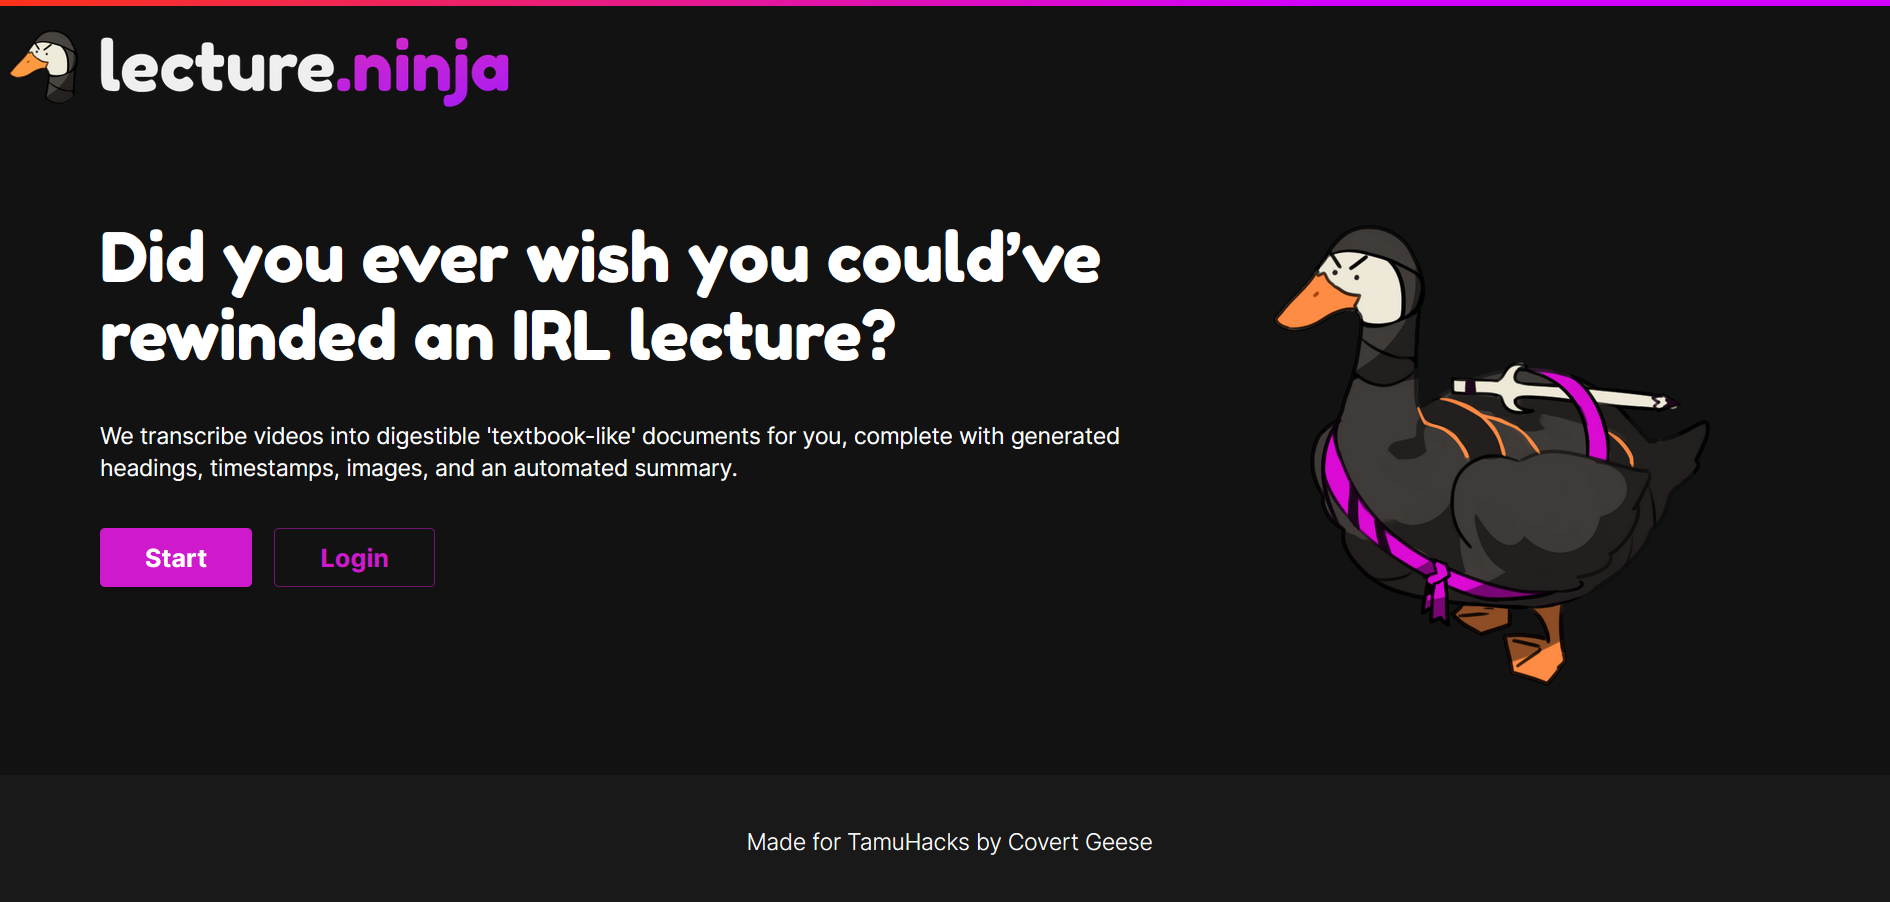 lecture.ninja
Did you ever wish you could’ve
rewinded an IRL lecture?
We transcribe videos into digestible 'textbook-like' documents for you, complete with generated
headings, timestamps, images, and an automated summary.
Start
Login
Made for TamuHacks by Covert Geese